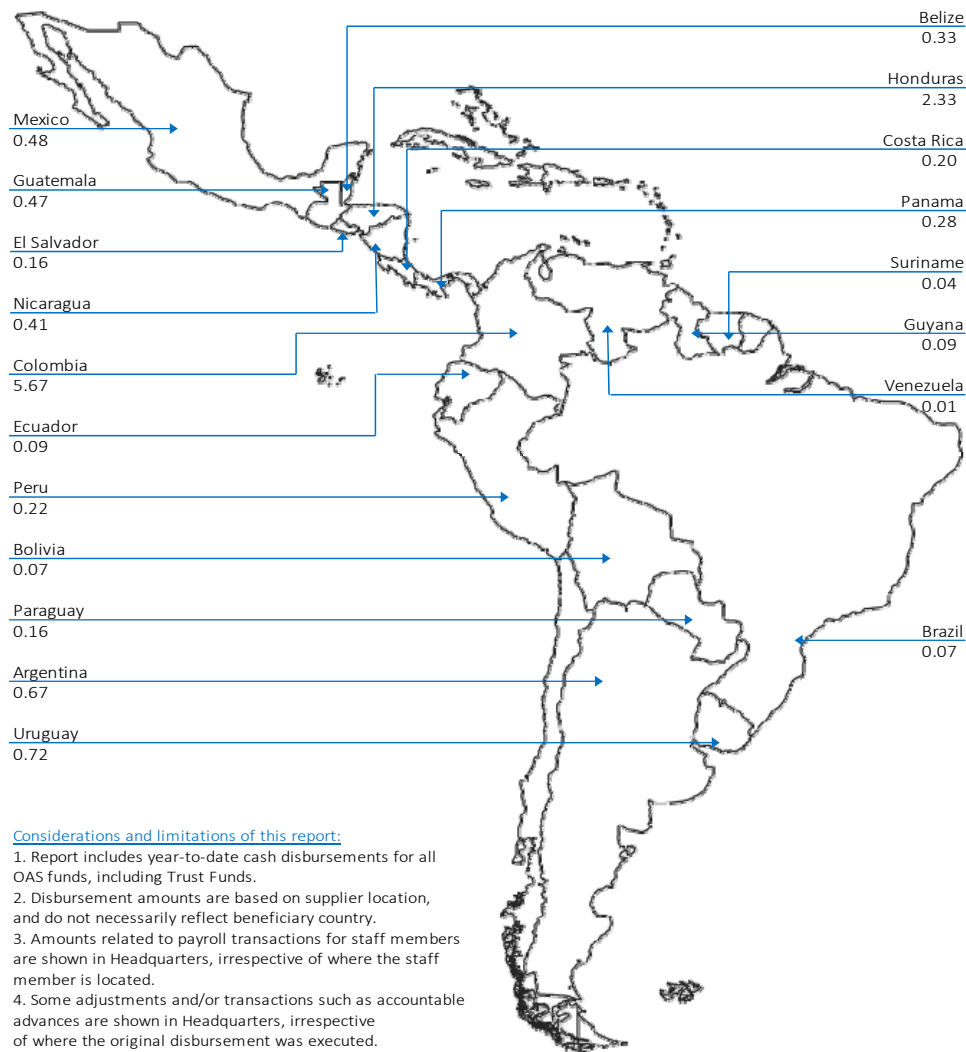 Belize
0.33
Honduras
2.33
Mexico
0.48
Costa Rica
0.20
Guatemala
0.47
Panama
0.28
El Salvador
0.16
Suriname
0.04
Nicaragua
0.41
Guyana
0.09
Colombia
5.67
Venezuela
0.01
Ecuador
0.09
Peru
0.22
Bolivia
0.07
Paraguay
0.16
Brazil
0.07
Argentina
0.67
Uruguay
0.72
Considerations and limitations of this report:
1. Report includes year-to-date cash disbursements for all
OAS funds, including Trust Funds.
2. Disbursement amounts are based on supplier location,
and do not necessarily reflect beneficiary country.
3. Amounts related to payroll transactions for staff members
are shown in Headquarters, irrespective of where the staff
member is located.
4. Some adjustments and/or transactions such as accountable
advances are shown in Headquarters, irrespective
of where the original disbursement was executed.